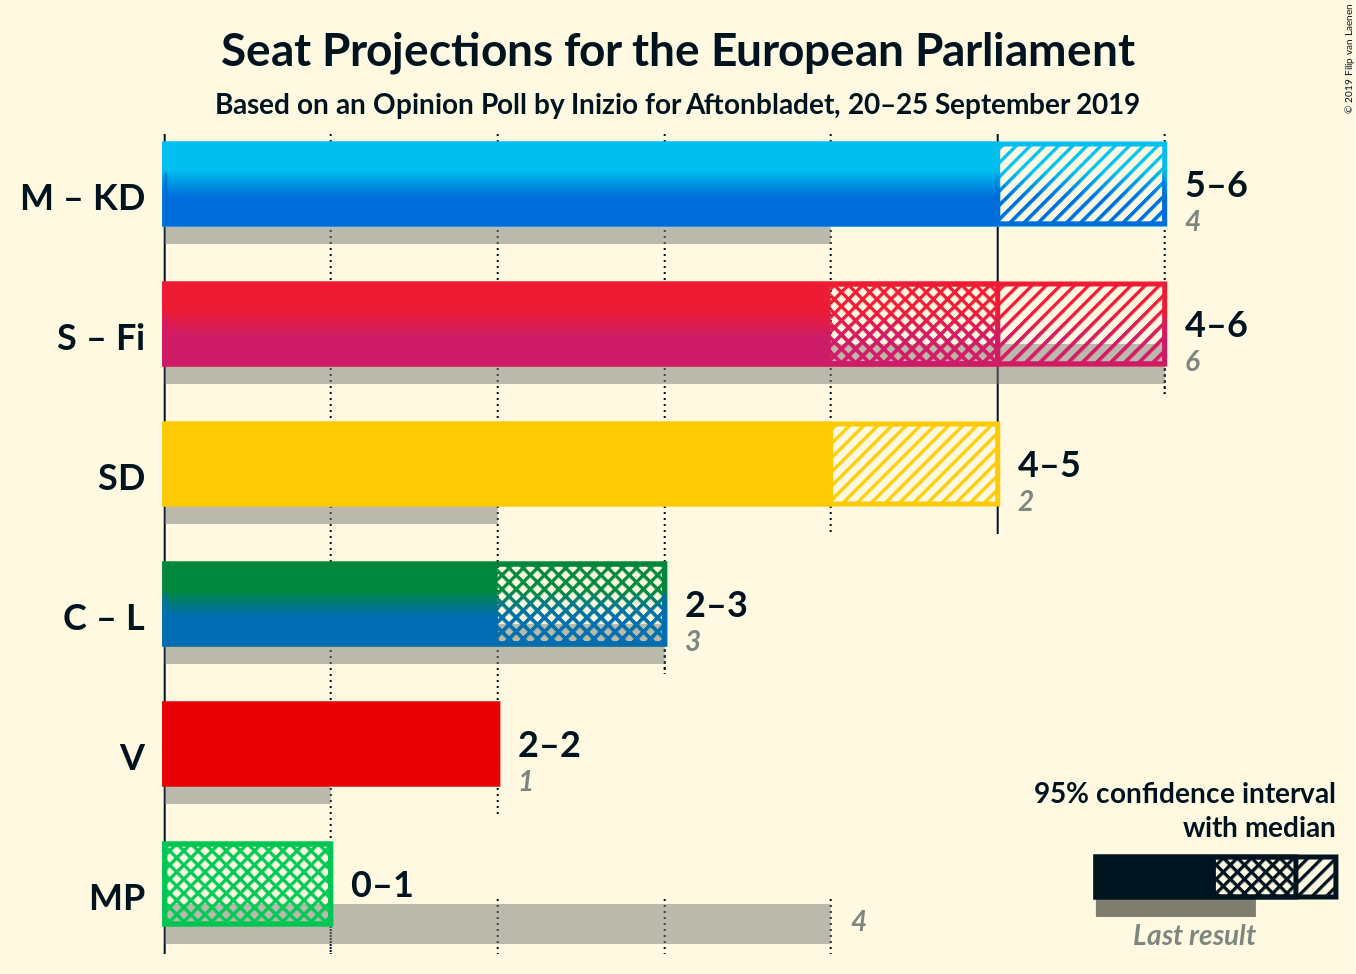 Seat Projections for the European Parliament
Based on an Opinion Poll by Inizio for Aftonbladet, 20–25 September 2019
© 2019 Filip van Laenen
M – KD
5–6
4
S – Fi
4–6
6
SD
4–5
2
C – L
2–3
3
V
2–2
1
MP
0–1
4
95% confidence interval
with median
Last result